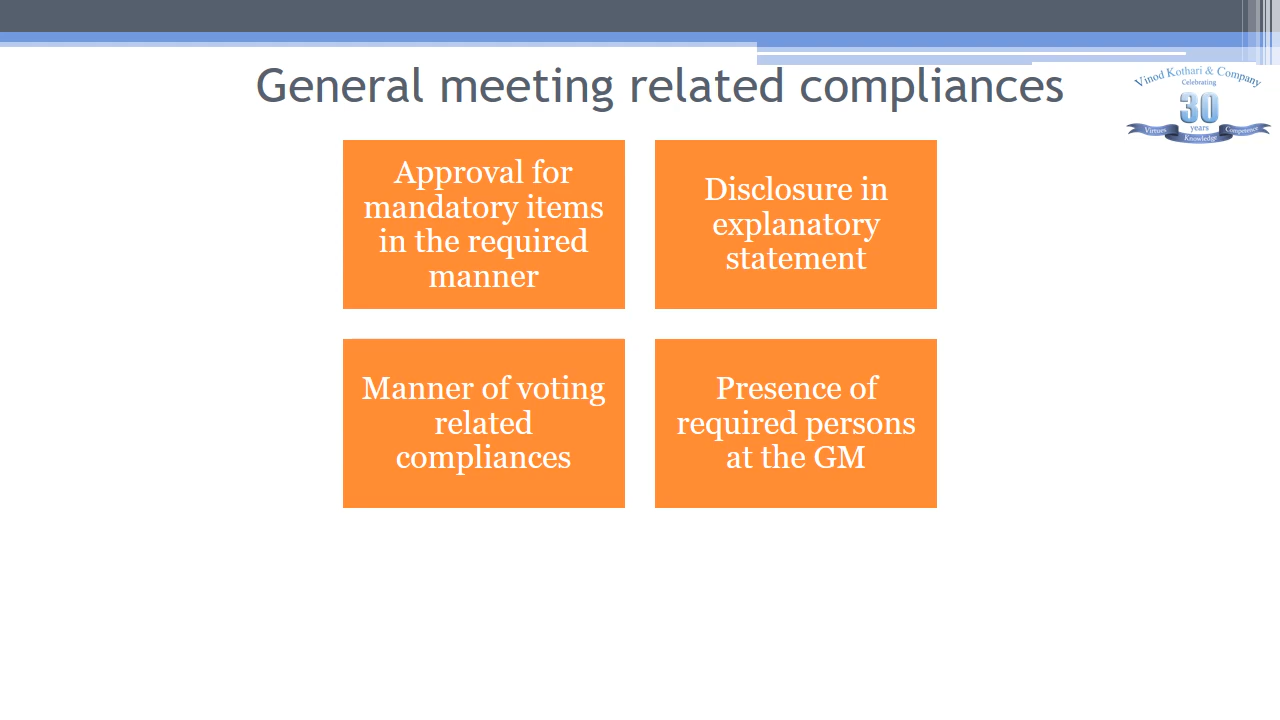 General meeting related compliances
Vinod Kothari & Company
Celebrating
30
years
Virtues
Knowledge
Competence
Approval for
mandatory items
in the required
manner
Disclosure in
explanatory
statement
Manner of voting
related
compliances
Presence of
required persons
at the GM